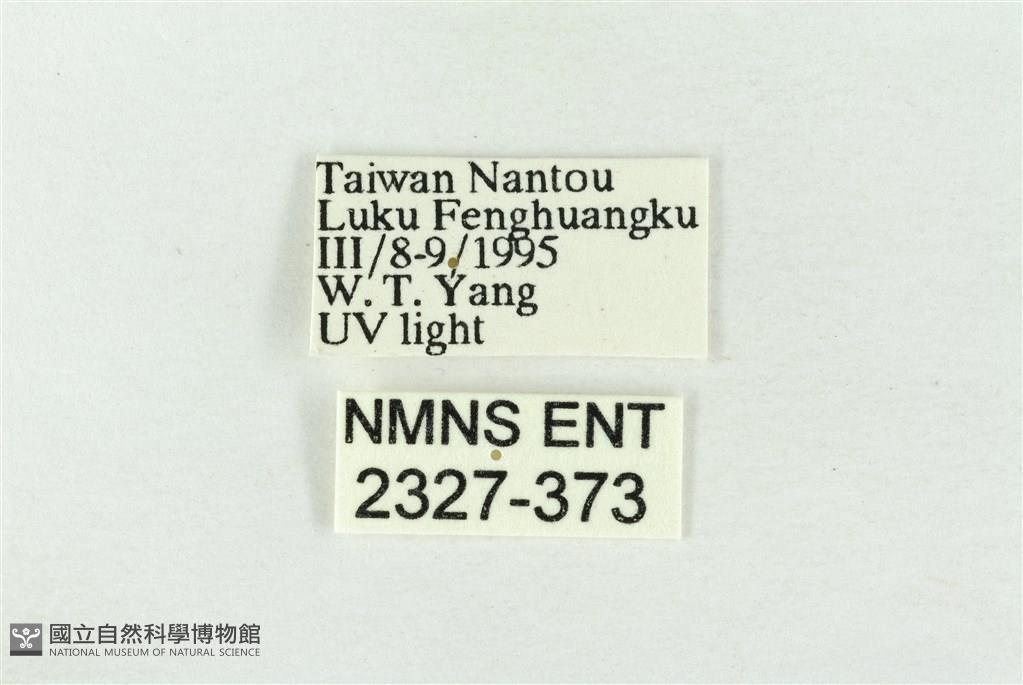 Taiwan Nantou
Luku Fenghuangku
III/8-9/1995
W. T. Yang
UV light
NMNS ENT
2327-373
國立自然科學博物館
NATIONAL MUSEUM OF NATURAL SCIENCE